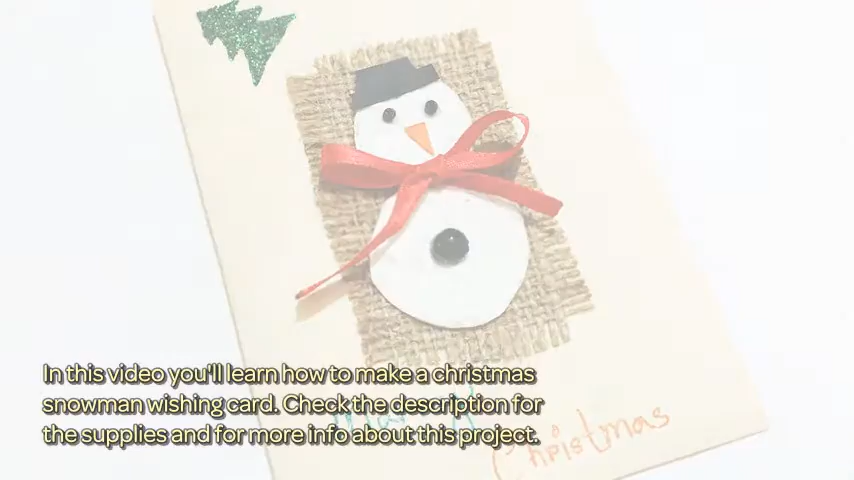 In this video you'll learn how to make a christmas
snowman wishing card. Check the description for
the supplies and for more info about this project.
Christmas